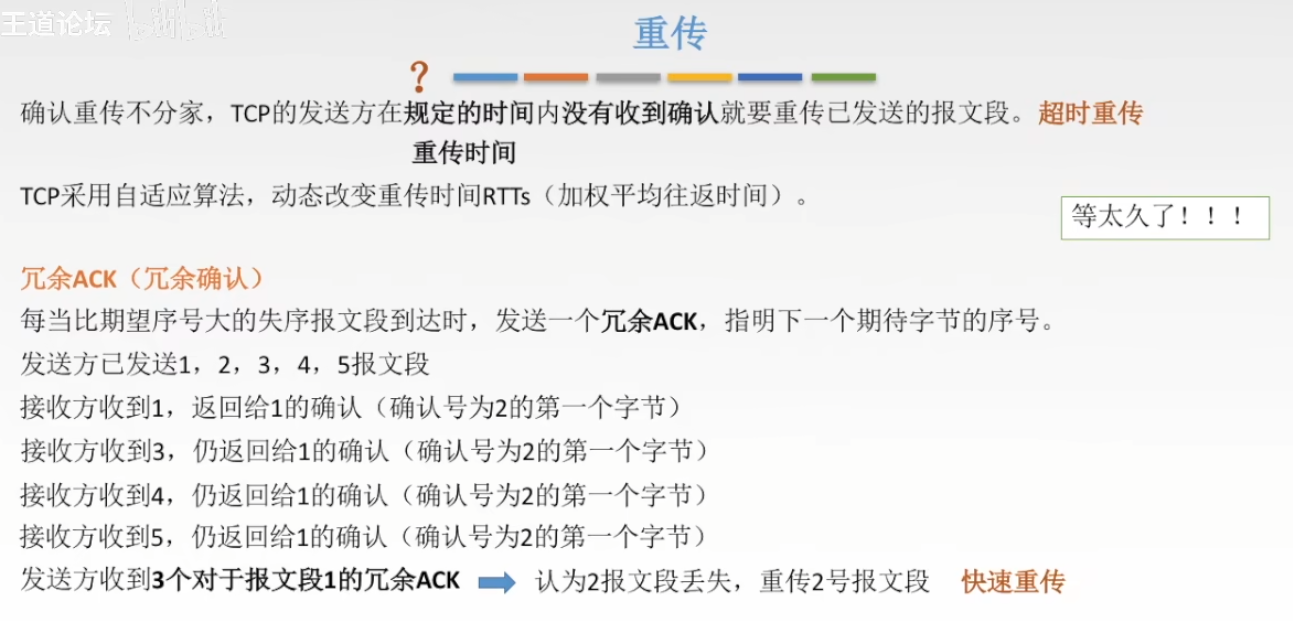 王道论坛 bilibili
重传
?
确认重传不分家，TCP的发送方在规定的时间内没有收到确认就要重传已发送的报文段。超时重传
重传时间
TCP采用自适应算法，动态改变重传时间RTTs（加权平均往返时间）。
等太久了！！！
冗余ACK（冗余确认）
每当比期望序号大的失序报文段到达时，发送一个冗余ACK，指明下一个期待字节的序号。
发送方已发送1，2，3，4，5报文段
接收方收到1，返回给1的确认（确认号为2的第一个字节）
接收方收到3，仍返回给1的确认（确认号为2的第一个字节）
接收方收到4，仍返回给1的确认（确认号为2的第一个字节）
接收方收到5，仍返回给1的确认（确认号为2的第一个字节）
发送方收到3个对于报文段1的冗余ACK 认为2报文段丢失，重传2号报文段 快速重传